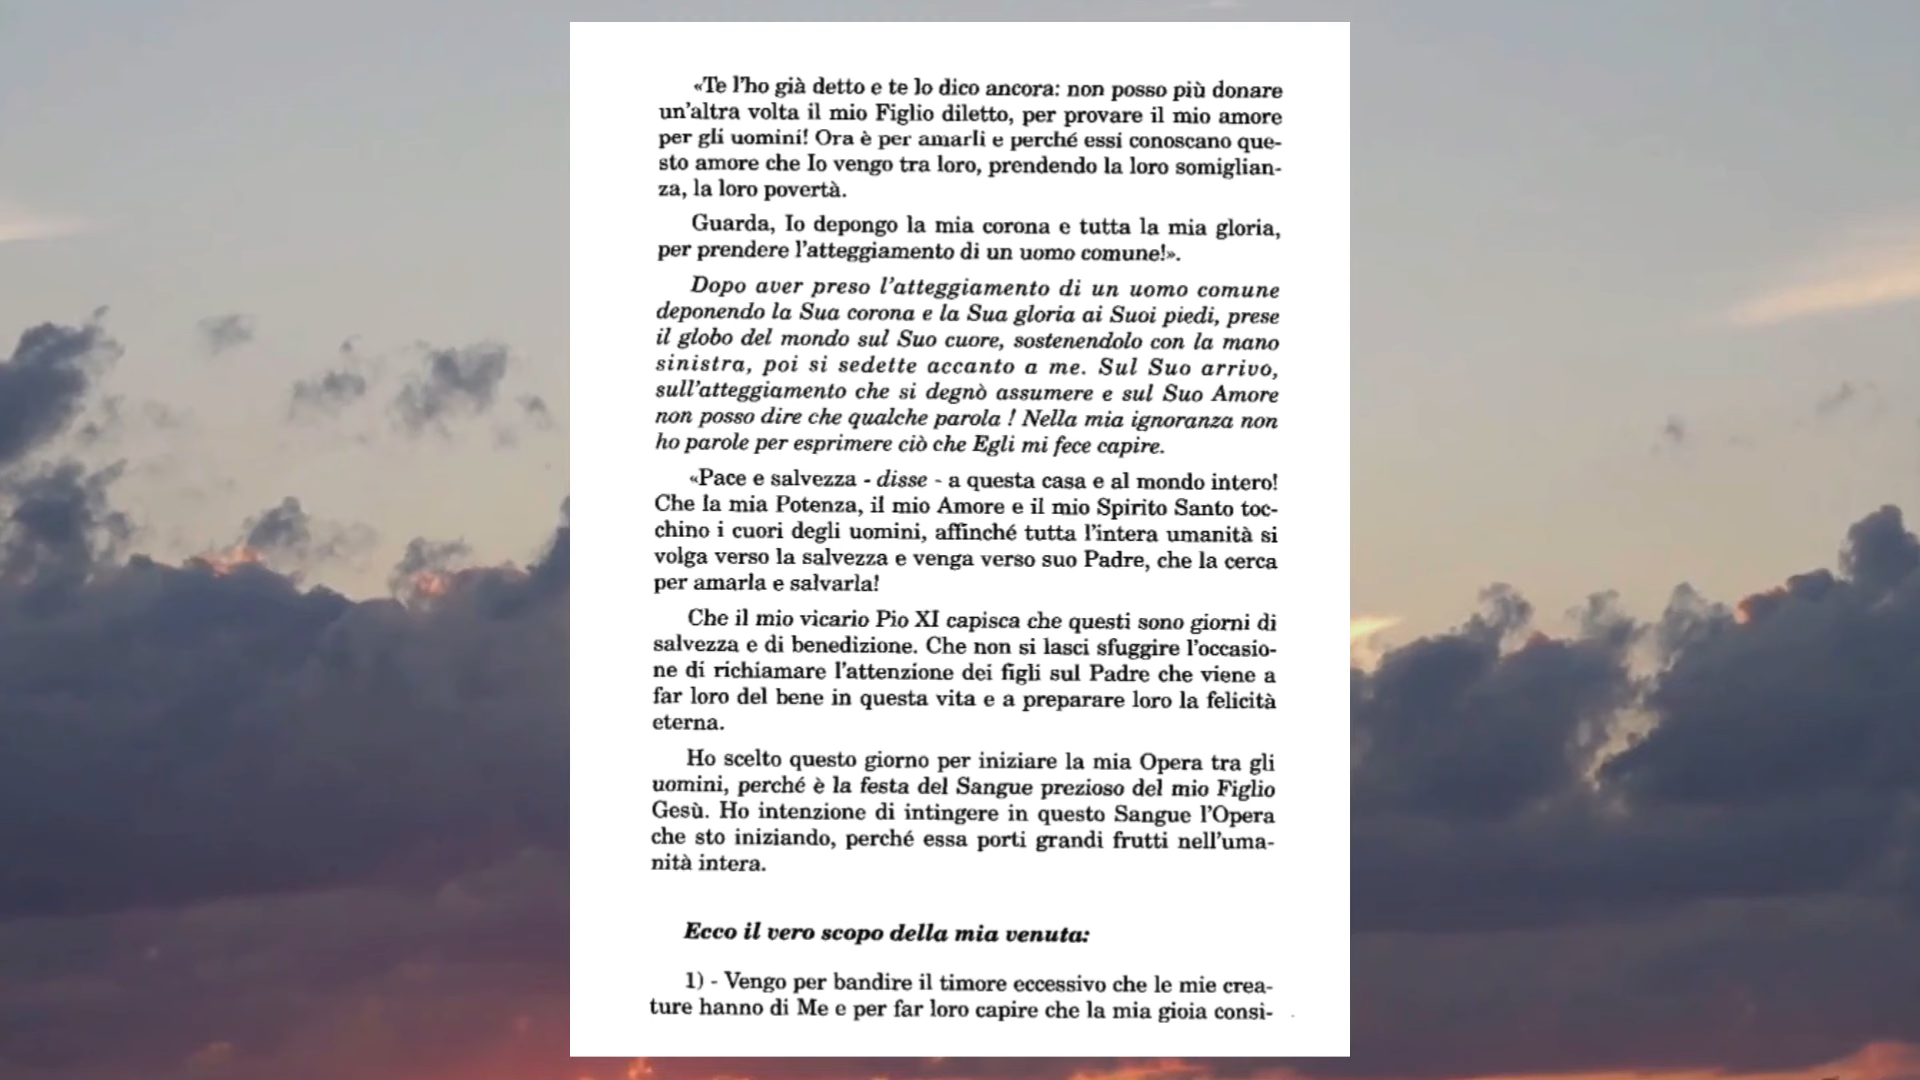 «Te l'ho già detto e te lo dico ancora: non posso più donare
un'altra volta il mio Figlio diletto, per provare il mio amore
per gli uomini! Ora è per amarli e perché essi conoscano que-
sto amore che Io vengo tra loro, prendendo la loro somiglian-
za, la loro povertà.
Guarda, Io depongo la mia corona e tutta la mia gloria,
per prendere l'atteggiamento di un uomo comune!».
Dopo aver preso l'atteggiamento di un uomo comune
deponendo la Sua corona e la Sua gloria ai Suoi piedi, prese
il globo del mondo sul Suo cuore, sostenendolo con la mano
sinistra, poi si sedette accanto a me. Sul Suo arrivo,
sull'atteggiamento che si degnò assumere e sul Suo Amore
non posso dire che qualche parola ! Nella mia ignoranza non
ho parole per esprimere ciò che Egli mi fece capire.
«Pace e salvezza - disse - a questa casa e al mondo intero!
Che la mia Potenza, il mio Amore e il mio Spirito Santo toc-
chino i cuori degli uomini, affinché tutta l'intera umanità si
volga verso la salvezza e venga verso suo Padre, che la cerca
per amarla e salvarla!
Che il mio vicario Pio XI capisca che questi sono giorni di
salvezza e di benedizione. Che non si lasci sfuggire l'occasio-
ne di richiamare l'attenzione dei figli sul Padre che viene a
far loro del bene in questa vita e a preparare loro la felicità
eterna.
Ho scelto questo giorno per iniziare la mia Opera tra gli
uomini, perché è la festa del Sangue prezioso del mio Figlio
Gesù. Ho intenzione di intingere in questo Sangue l'Opera
che sto iniziando, perché essa porti grandi frutti nell'uma-
nità intera.
Ecco il vero scopo della mia venuta:
1) - Vengo per bandire il timore eccessivo che le mie crea-
ture hanno di Me e per far loro capire che la mia gioia consi-